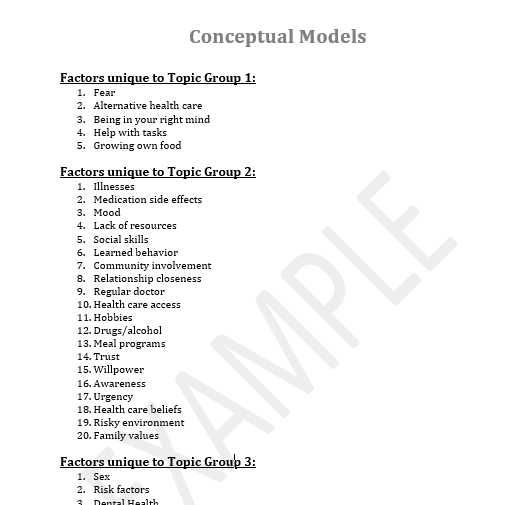 Conceptual Models
Factors unique to Topic Group 1:
1. Fear
2. Alternative health care
3. Being in your right mind
4. Help with tasks
5. Growing own food
Factors unique to Topic Group 2:
1. Illnesses
2. Medication side effects
3. Mood
4. Lack of resources
5. Social skills
6. Learned behavior
7. Community involvement
8. Relationship closeness
9. Regular doctor
10. Health care access
11. Hobbies
12. Drugs/alcohol
13. Meal programs
14. Trust
15. Willpower
16. Awareness
17. Urgency
18. Health care beliefs
19. Risky environment
20. Family values
Factors unique to Topic Group 3:
1. Sex
2. Risk factors
3. Dental Health
EXAMPLE